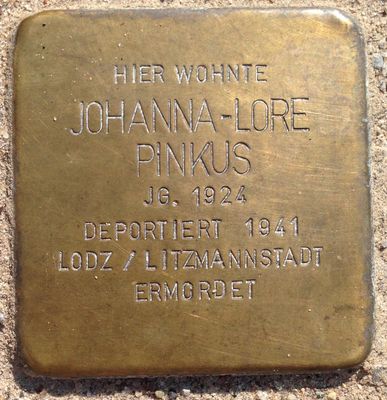 HIER WOHNTE
JOHANNA-LORE
PINKUS
JG. 1924
DEPORTIERT 1941
LODZ / LITZMANNSTADT
ERMORDET